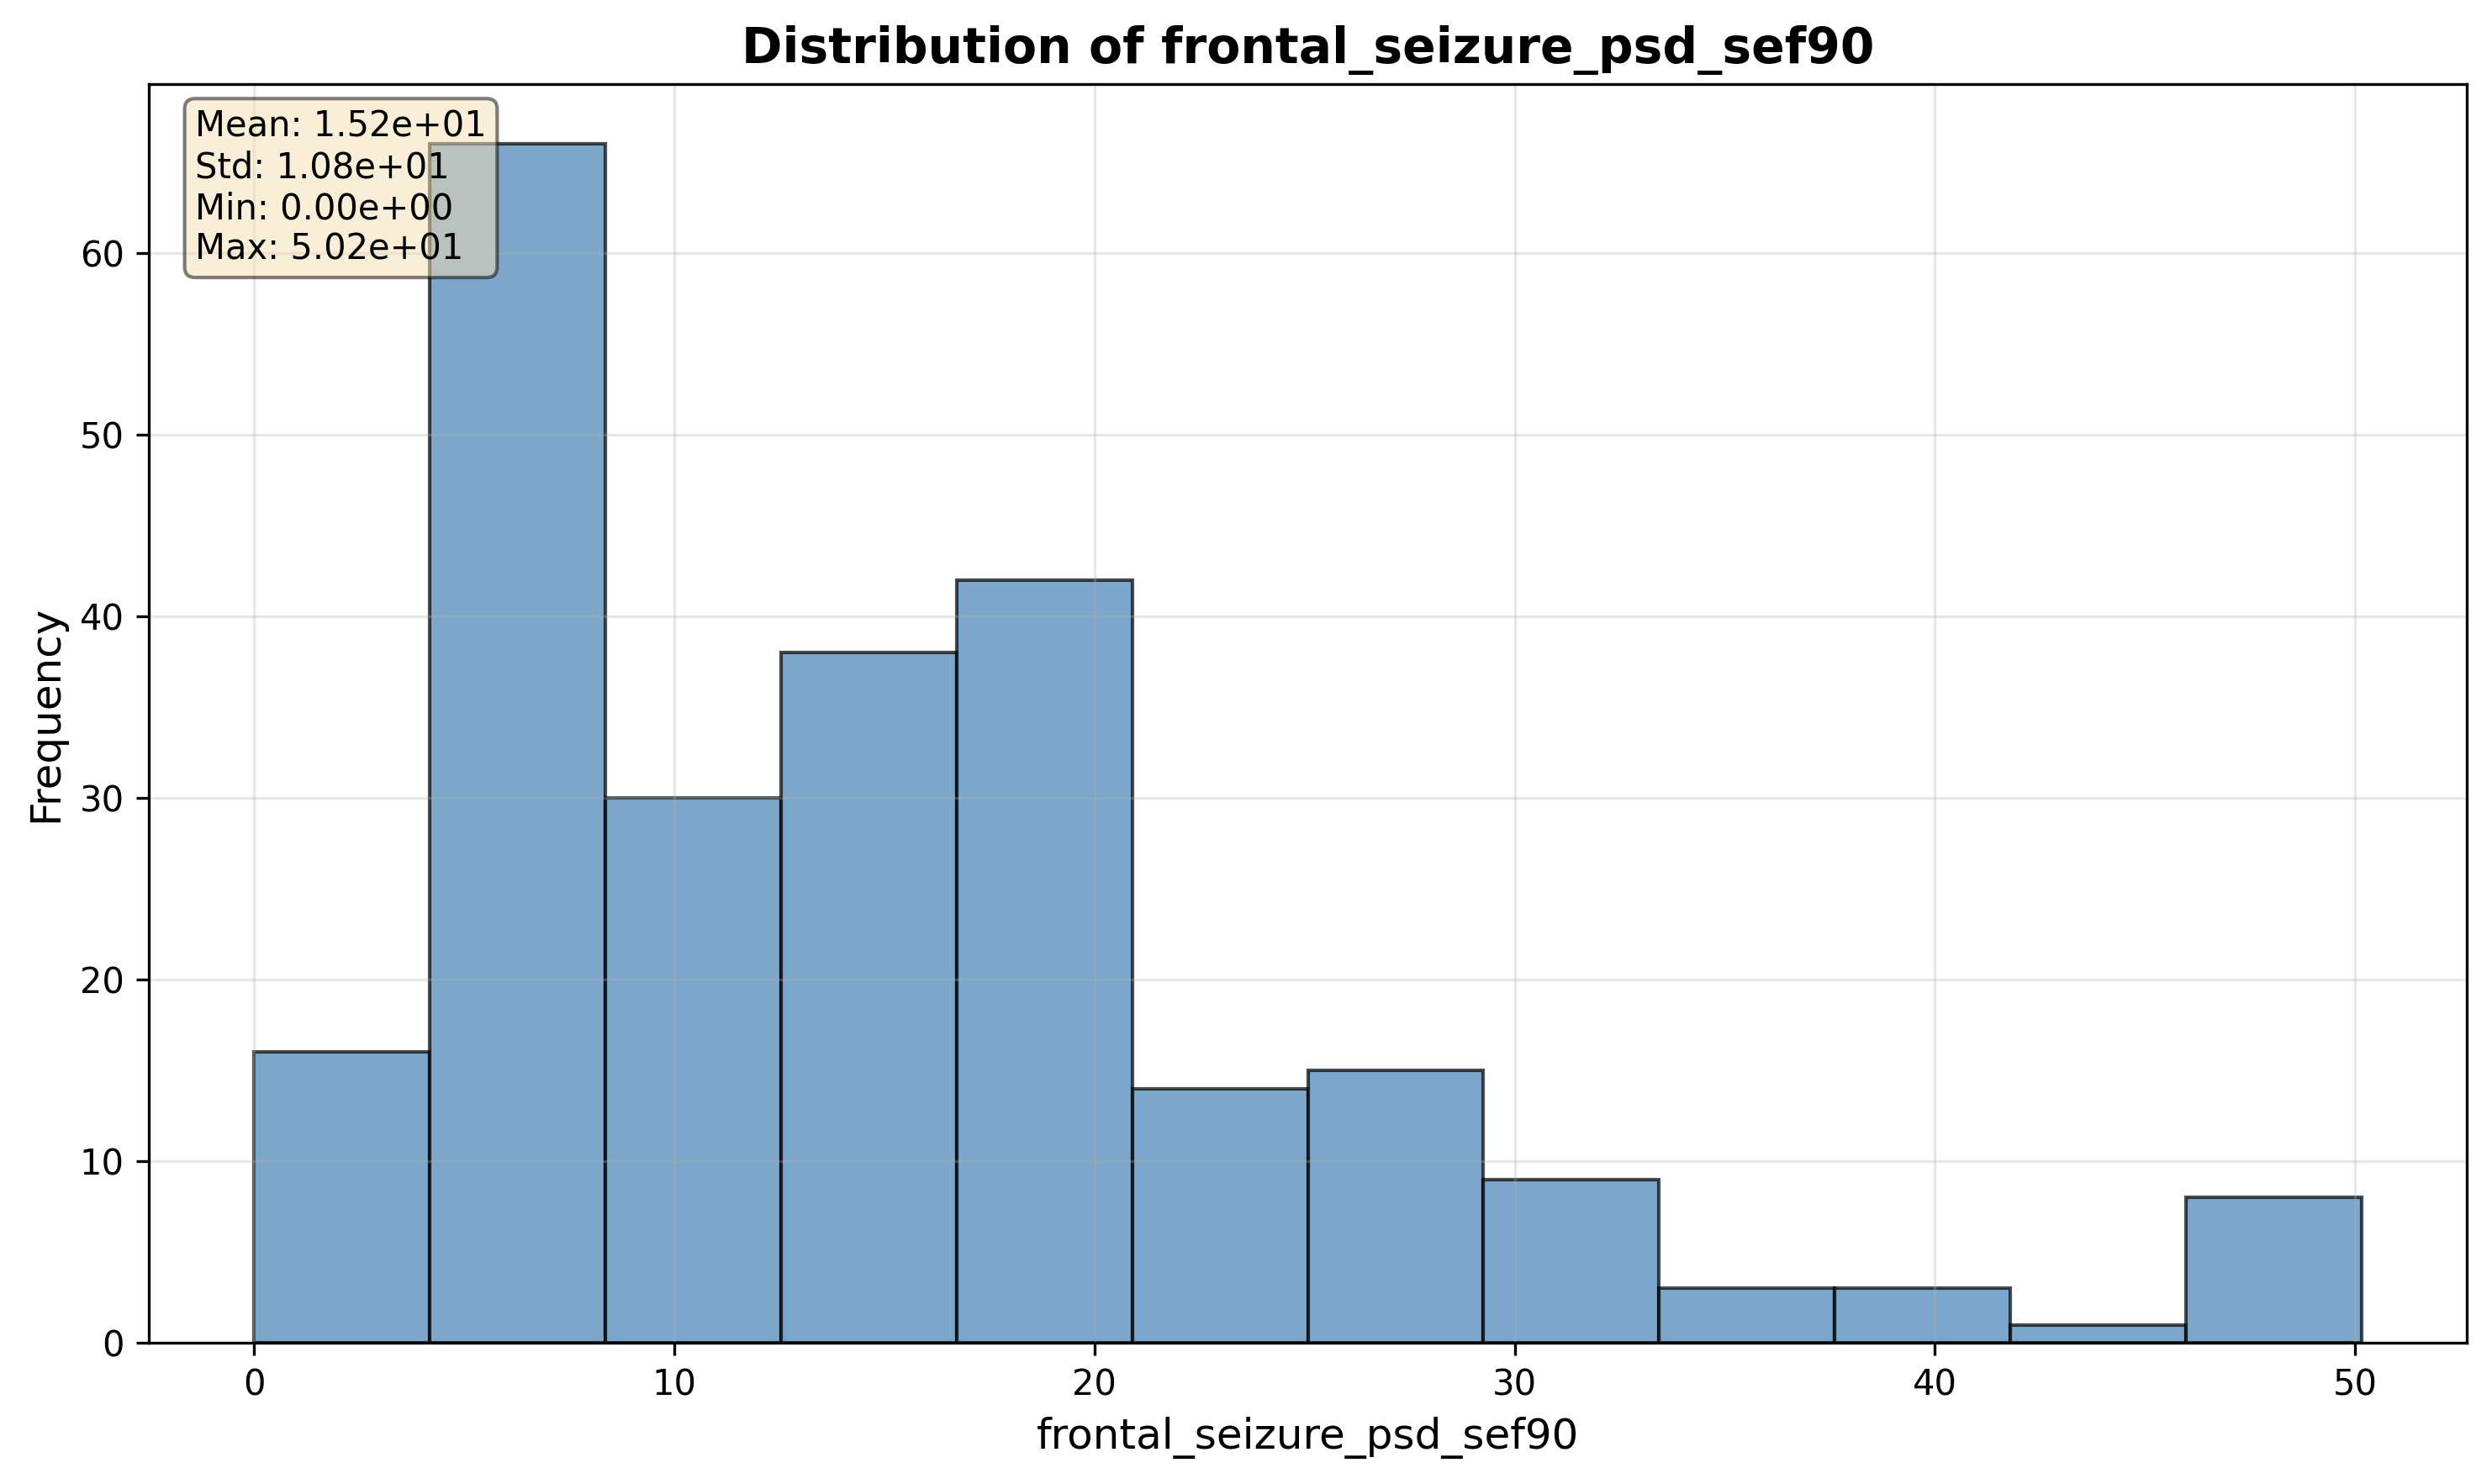 Distribution of frontal_seizure_psd_sef90
Mean: 1.52e+01
Std: 1.08e+01
Min: 0.00e+00
Max: 5.02e+01
Frequency
60
50
40
30
20
10
0
0 10 20 30 40 50
frontal_seizure_psd_sef90